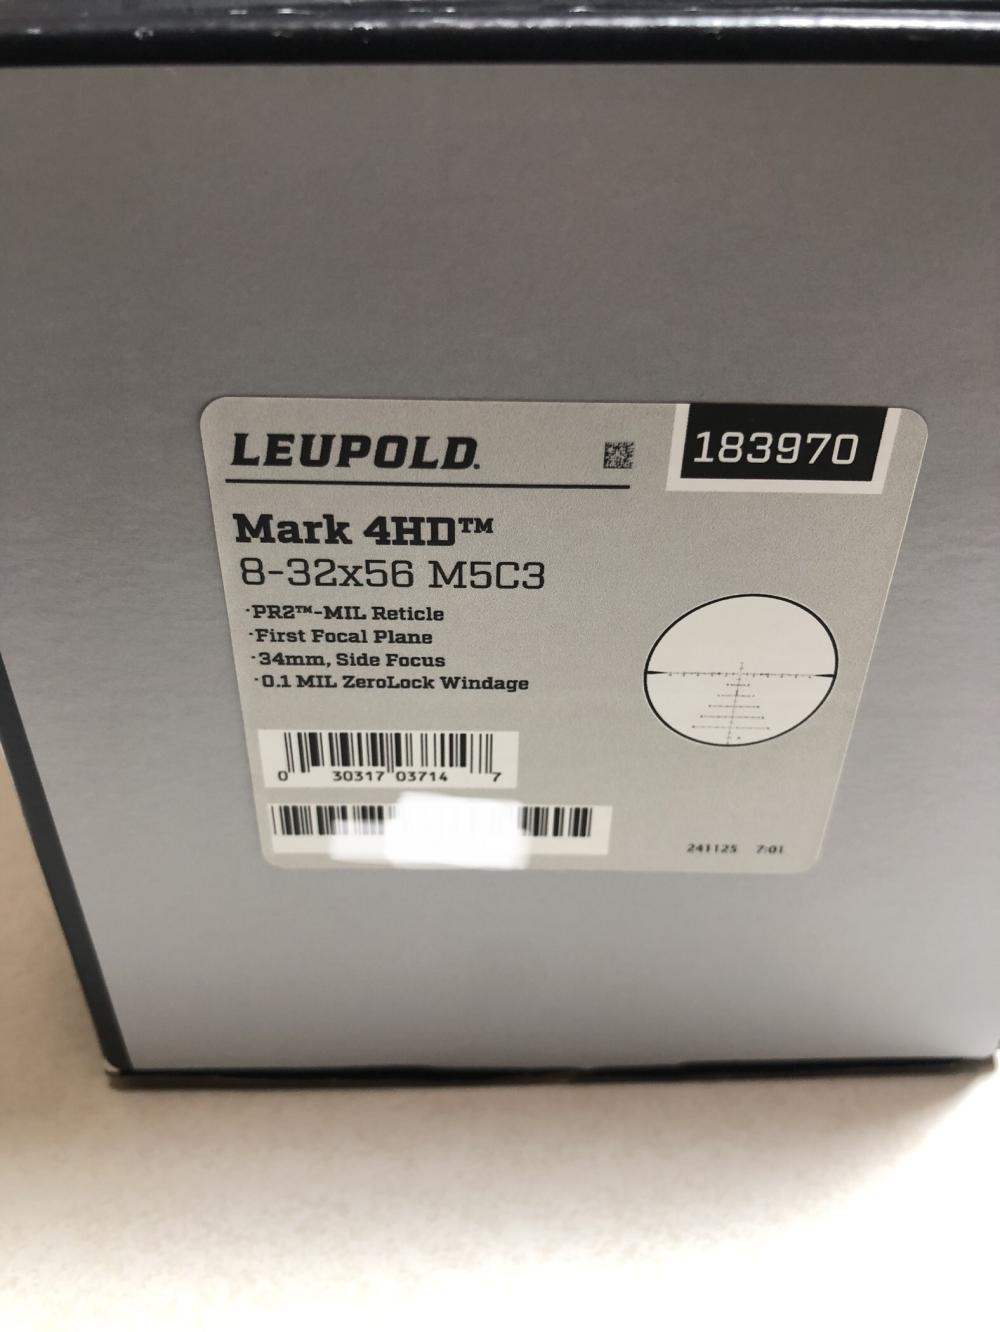 LEUPOLD.
183970
Mark 4HD™
8-32x56 M5C3
·PR2™-MIL Reticle
·First Focal Plane
·34mm, Side Focus
·0.1 MIL ZeroLock Windage
0 30317 03714 7
241125 7:01